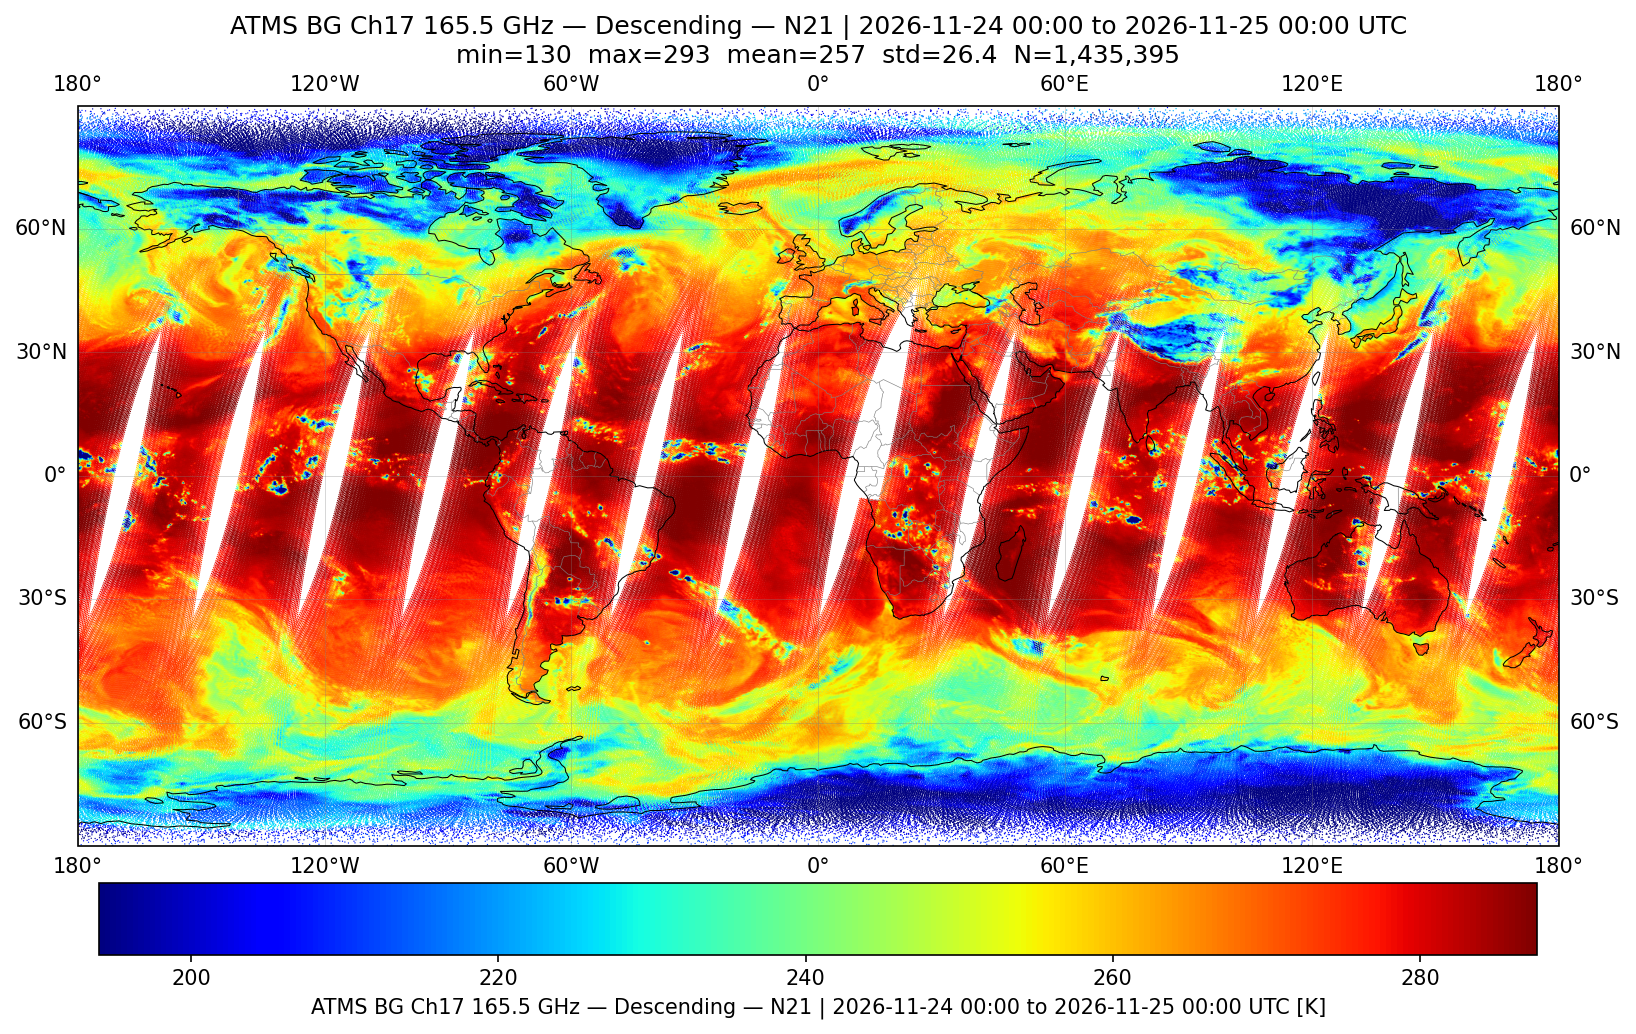 ATMS BG Ch17 165.5 GHz — Descending — N21 | 2026-11-24 00:00 to 2026-11-25 00:00 UTC
min=130  max=293  mean=257  std=26.4  N=1,435,395
180° 120°W 60°W 0° 60°E 120°E 180°
60°N 60°N
30°N 30°N
0° 0°
30°S 30°S
60°S 60°S
180° 120°W 60°W 0° 60°E 120°E 180°
200 220 240 260 280
ATMS BG Ch17 165.5 GHz — Descending — N21 | 2026-11-24 00:00 to 2026-11-25 00:00 UTC [K]